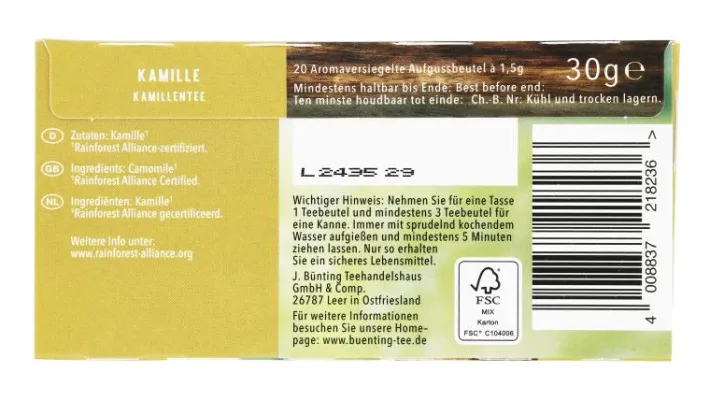 KAMILLE
KAMILLENTEE
20 Aromaversiegelte Aufgussbeutel à 1,5g
30g℮
Mindestens haltbar bis Ende: Best before end:
Ten minste houdbaar tot einde: Ch.-B. Nr: Kühl und trocken lagern.
D Zutaten: Kamille¹
¹Rainforest Alliance-zertifiziert.
GB Ingredients: Camomile¹
¹Rainforest Alliance Certified.
NL Ingrediënten: Kamille¹
¹Rainforest Alliance gecertificeerd.
Weitere Info unter:
www.rainforest-alliance.org
L 2435 29
Wichtiger Hinweis: Nehmen Sie für eine Tasse
1 Teebeutel und mindestens 3 Teebeutel für
eine Kanne. Immer mit sprudelnd kochendem
Wasser aufgießen und mindestens 5 Minuten
ziehen lassen. Nur so erhalten
Sie ein sicheres Lebensmittel.
J. Bünting Teehandelshaus
GmbH & Comp.
26787 Leer in Ostfriesland
Für weitere Informationen
besuchen Sie unsere Home-
page: www.buenting-tee.de
FSC
MIX
Karton
FSC® C104006
4 008837 218236 >